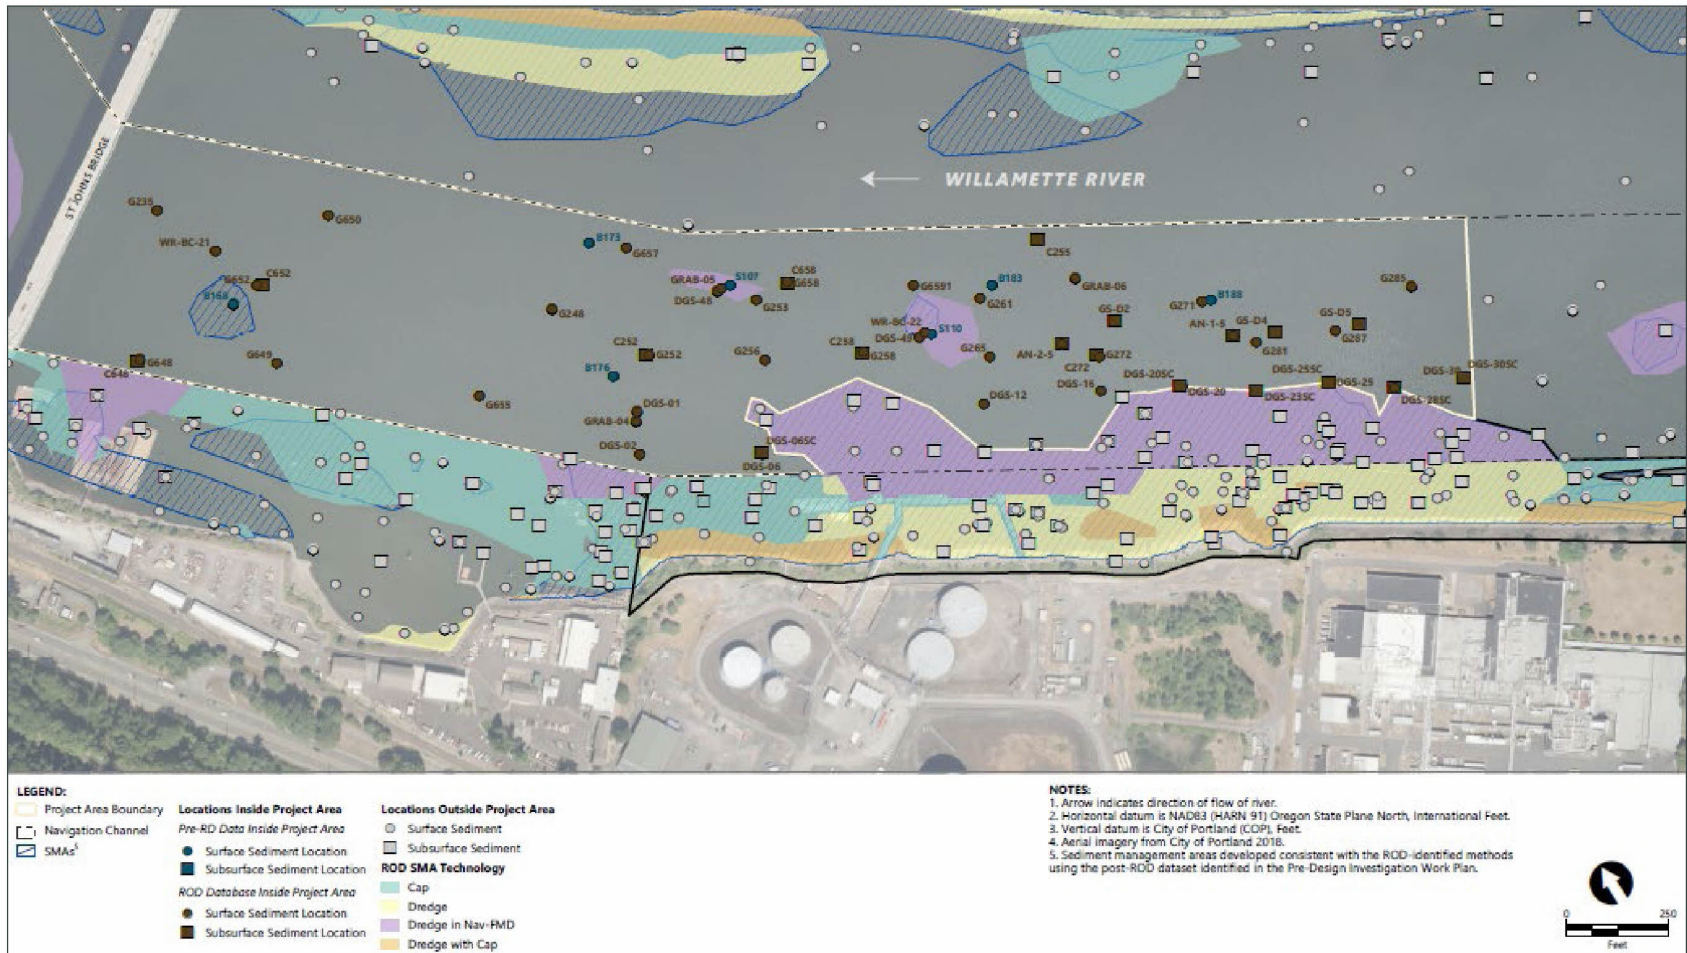 WILLAMETTE RIVER
ST JOHNS BRIDGE
G235
G650
WR-BC-21
B173
G657
C255
G652
C652
GRAB-05
S107
C658
G658
G6591
B183
GRAB-06
G285
B168
DGS-48
G253
G261
G271
B188
G248
WR-BC-22
S110
GS-D2
AN-1-5
GS-D4
GS-D5
DGS-49
G281
G287
C252
G252
G256
C258
G258
G265
AN-2-5
G272
C272
G648
C648
G649
B176
DGS-16
DGS-20SC
DGS-20
DGS-25SC
DGS-25
DGS-23SC
DGS-30
DGS-30SC
DGS-28SC
G655
DGS-01
GRAB-04
DGS-12
DGS-02
DGS-06SC
DGS-06
LEGEND:
Project Area Boundary
Navigation Channel
SMAs5
Locations Inside Project Area
Pre-RD Data Inside Project Area
Surface Sediment Location
Subsurface Sediment Location
ROD Database Inside Project Area
Surface Sediment Location
Subsurface Sediment Location
Locations Outside Project Area
Surface Sediment
Subsurface Sediment
ROD SMA Technology
Cap
Dredge
Dredge in Nav-FMD
Dredge with Cap
NOTES:
1. Arrow indicates direction of flow of river.
2. Horizontal datum is NAD83 (HARN 91) Oregon State Plane North, International Feet.
3. Vertical datum is City of Portland (COP), Feet.
4. Aerial imagery from City of Portland 2018.
5. Sediment management areas developed consistent with the ROD-identified methods
using the post-ROD dataset identified in the Pre-Design Investigation Work Plan.
0 250
Feet